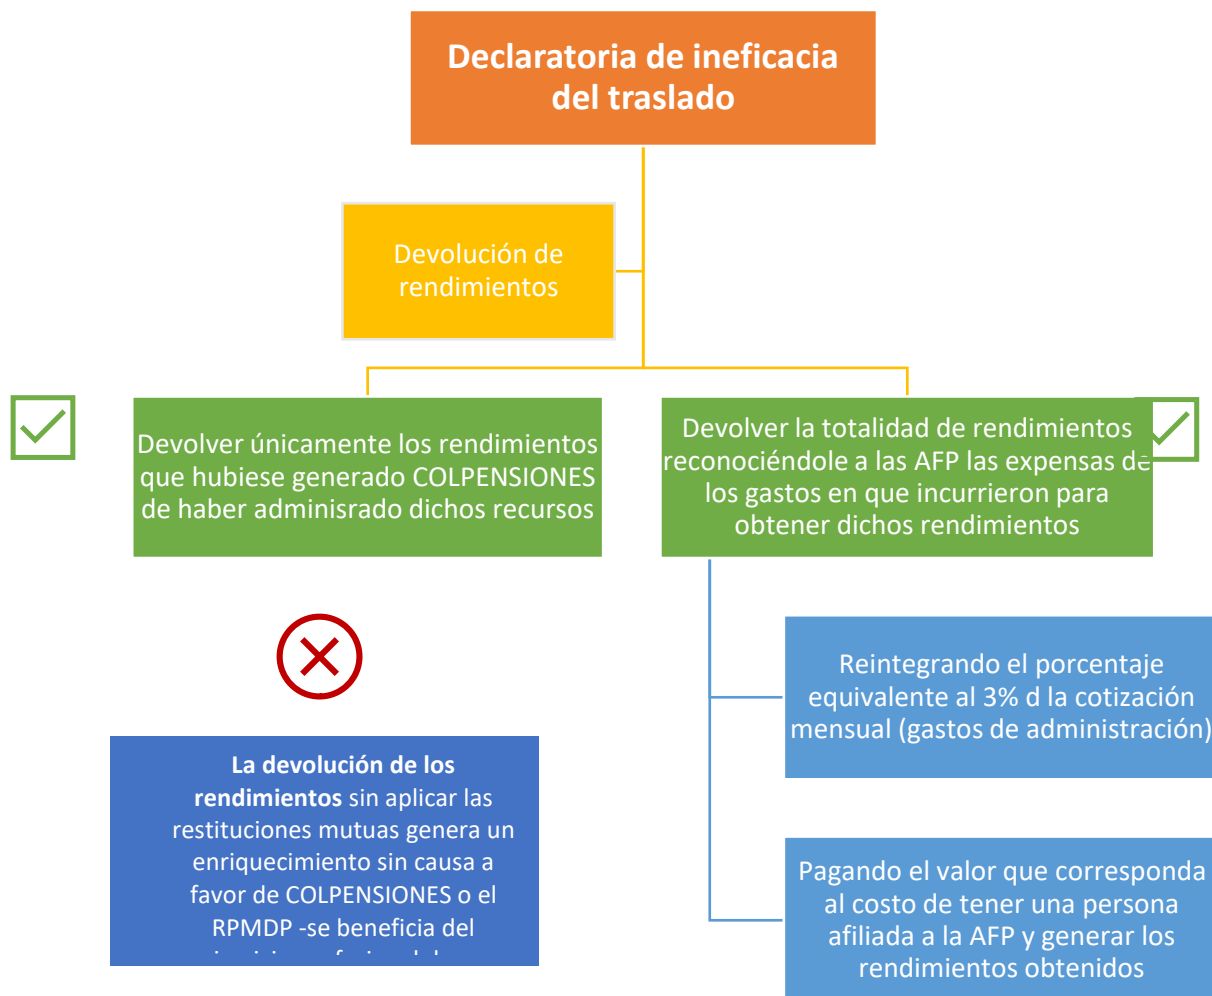 Declaratoria de ineficacia
del traslado
Devolución de
rendimientos
Devolver únicamente los rendimientos
que hubiese generado COLPENSIONES
de haber adminisrado dichos recursos
Devolver la totalidad de rendimientos
reconociéndole a las AFP las expensas de
los gastos en que incurrieron para
obtener dichos rendimientos
La devolución de los
rendimientos sin aplicar las
restituciones mutuas genera un
enriquecimiento sin causa a
favor de COLPENSIONES o el
RPMDP -se beneficia del
Reintegrando el porcentaje
equivalente al 3% d la cotización
mensual (gastos de administración)
Pagando el valor que corresponda
al costo de tener una persona
afiliada a la AFP y generar los
rendimientos obtenidos